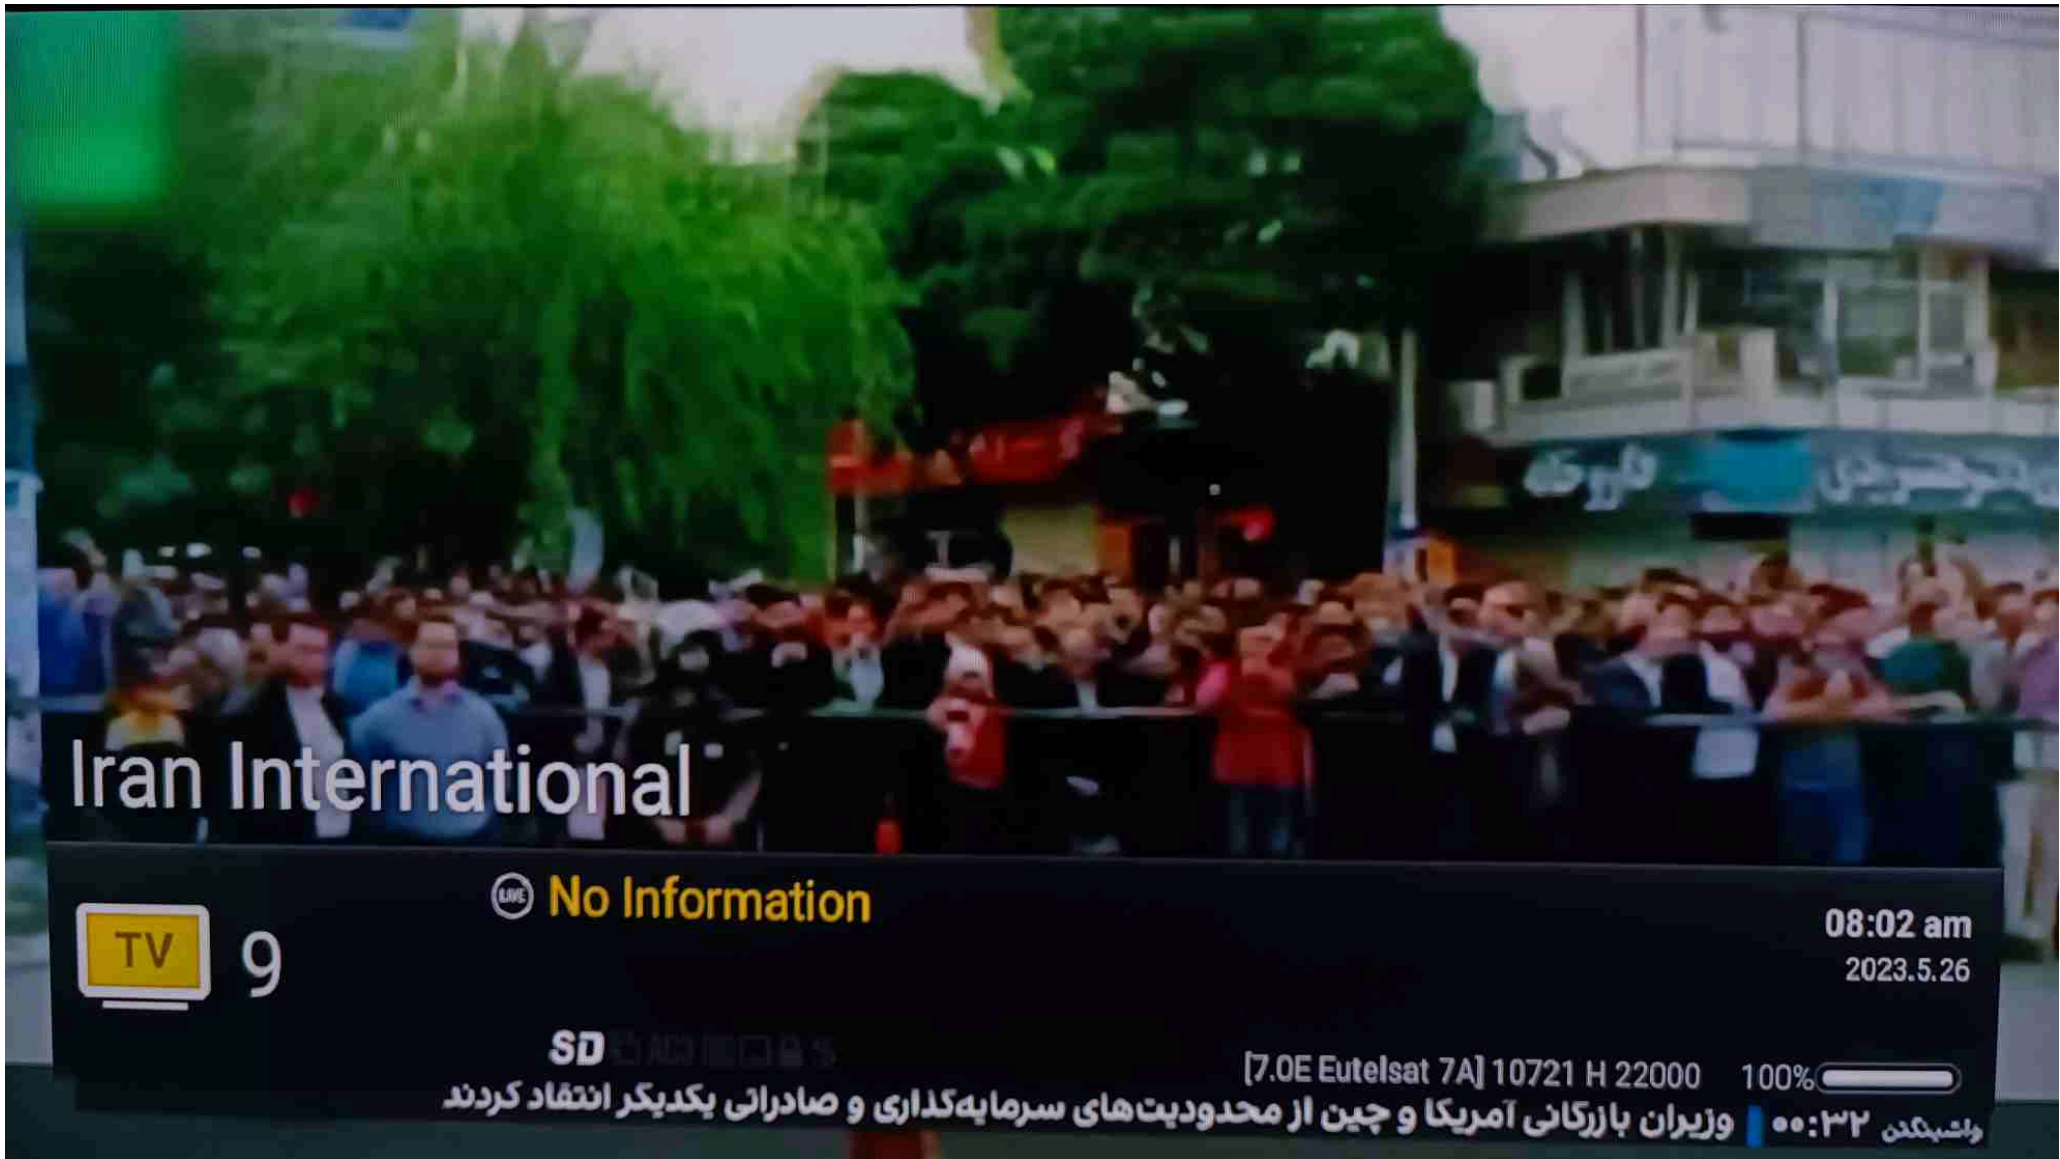 Iran International
LIVE No Information
TV 9
08:02 am
2023.5.26
SD
[7.0E Eutelsat 7A] 10721 H 22000 100%
واشینگتن ۰۰:۳۲ وزیران بازرگانی آمریکا و چین از محدودیت‌های سرمایه‌گذاری و صادراتی یکدیگر انتقاد کردند